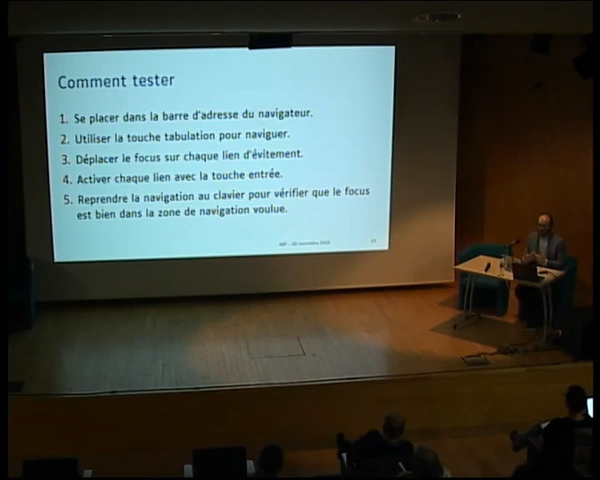 Comment tester
1. Se placer dans la barre d'adresse du navigateur.
2. Utiliser la touche tabulation pour naviguer.
3. Déplacer le focus sur chaque lien d'évitement.
4. Activer chaque lien avec la touche entrée.
5. Reprendre la navigation au clavier pour vérifier que le focus
est bien dans la zone de navigation voulue.